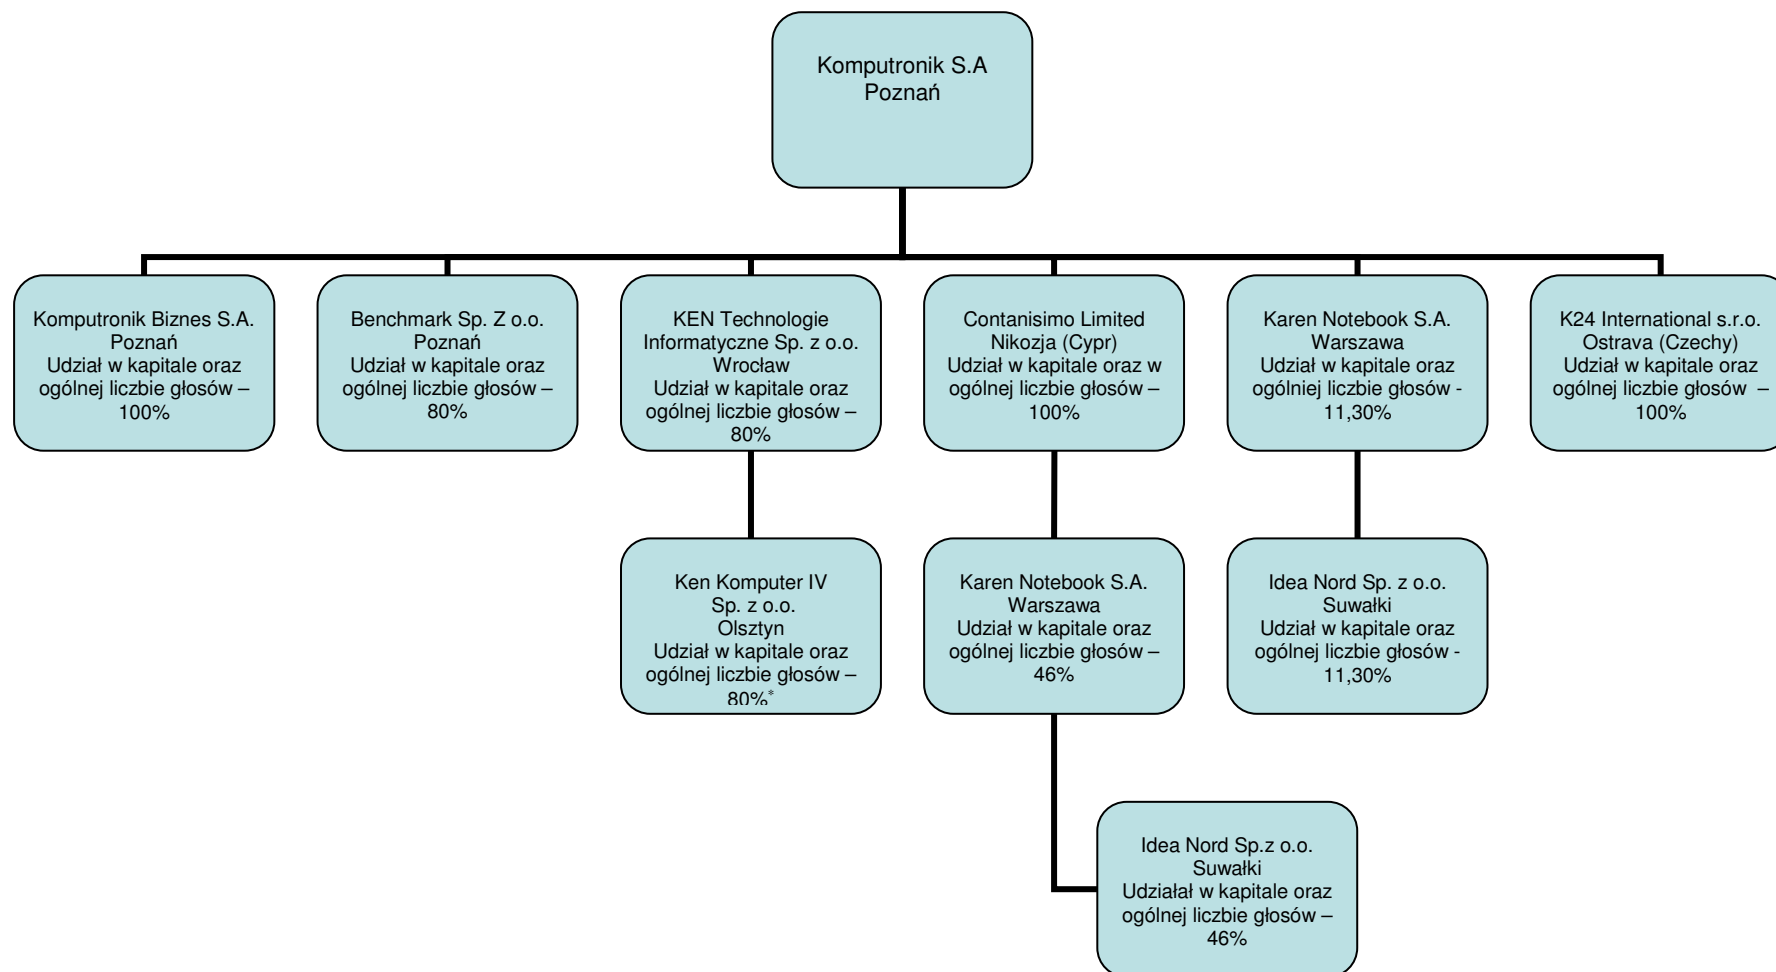 Komputronik S.A
Poznań
Komputronik Biznes S.A.
Poznań
Udział w kapitale oraz
ogólnej liczbie głosów –
100%
Benchmark Sp. Z o.o.
Poznań
Udział w kapitale oraz
ogólnej liczbie głosów –
80%
KEN Technologie
Informatyczne Sp. z o.o.
Wrocław
Udział w kapitale oraz
ogólnej liczbie głosów –
80%
Contanisimo Limited
Nikozja (Cypr)
Udział w kapitale oraz w
ogólnej liczbie głosów –
100%
Karen Notebook S.A.
Warszawa
Udział w kapitale oraz
ogólniej liczbie głosów -
11,30%
K24 International s.r.o.
Ostrava (Czechy)
Udział w kapitale oraz
ogólnej liczbie głosów –
100%
Ken Komputer IV
Sp. z o.o.
Olsztyn
Udział w kapitale oraz
ogólnej liczbie głosów –
80%*
Karen Notebook S.A.
Warszawa
Udział w kapitale oraz
ogólnej liczbie głosów –
46%
Idea Nord Sp. z o.o.
Suwałki
Udział w kapitale oraz
ogólnej liczbie głosów -
11,30%
Idea Nord Sp.z o.o.
Suwałki
Udziałał w kapitale oraz
ogólnej liczbie głosów –
46%